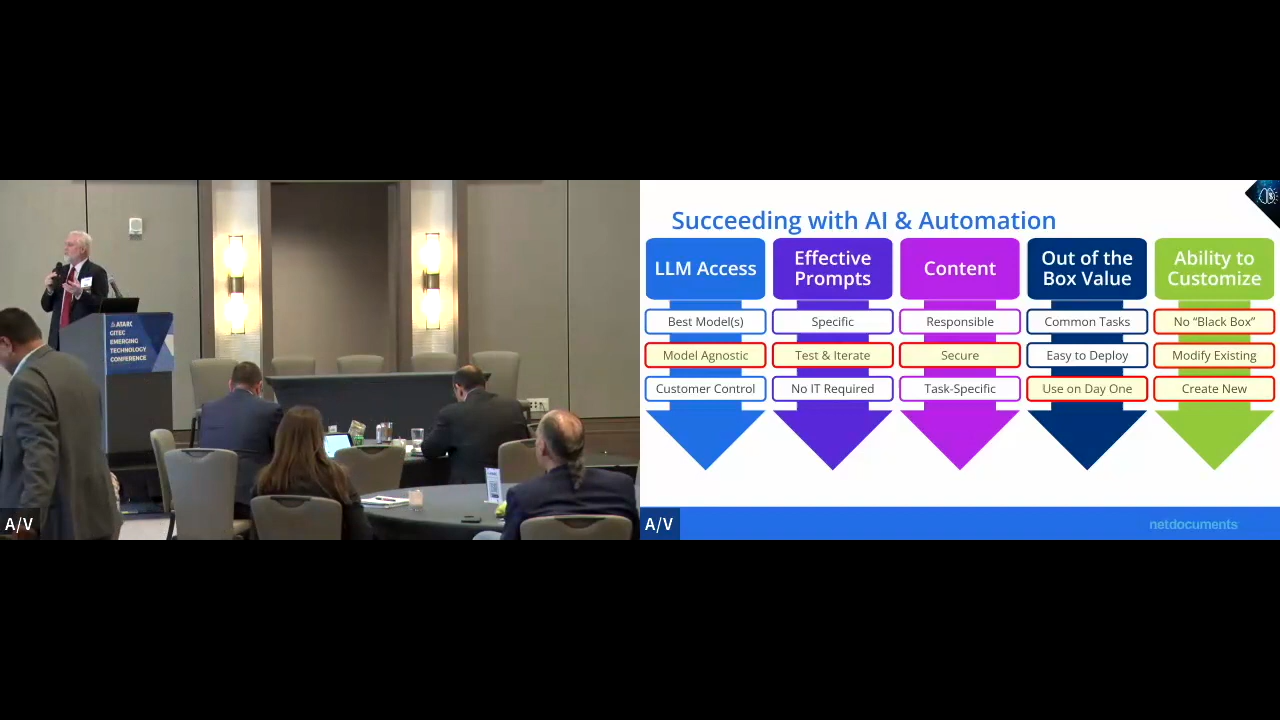 ATARC
GITEC
EMERGING
TECHNOLOGY
CONFERENCE
A/V
Succeeding with AI & Automation
LLM Access
Best Model(s)
Model Agnostic
Customer Control
Effective
Prompts
Specific
Test & Iterate
No IT Required
Content
Responsible
Secure
Task-Specific
Out of the
Box Value
Common Tasks
Easy to Deploy
Use on Day One
Ability to
Customize
No “Black Box”
Modify Existing
Create New
A/V
netdocuments